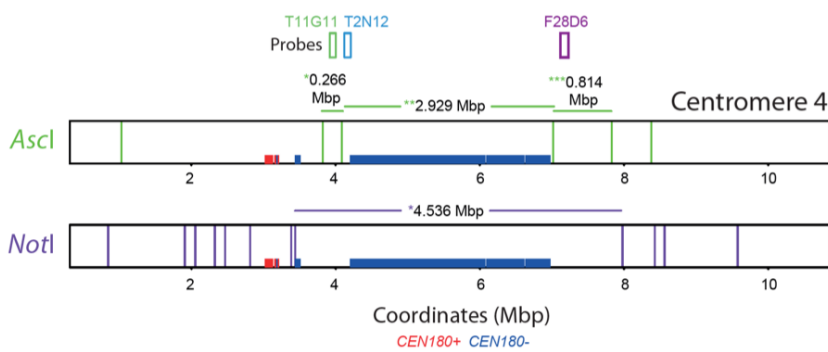 T11G11 T2N12 F28D6
Probes
*0.266 Mbp
**2.929 Mbp
***0.814 Mbp
Centromere 4
AscI
2 4 6 8 10
*4.536 Mbp
NotI
2 4 6 8 10
Coordinates (Mbp)
CEN180+ CEN180-